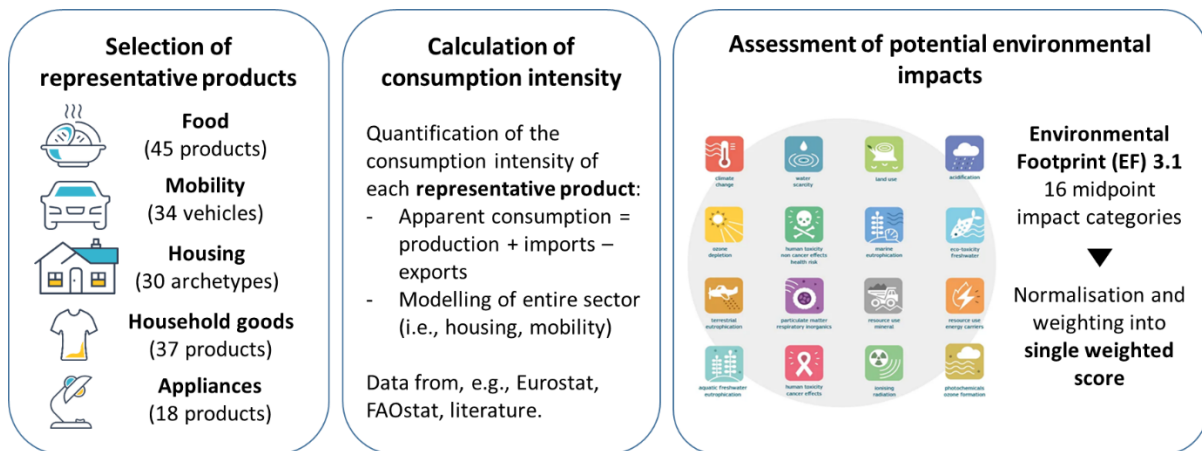 Selection of
representative products
Food
(45 products)
Mobility
(34 vehicles)
Housing
(30 archetypes)
Household goods
(37 products)
Appliances
(18 products)
Calculation of
consumption intensity
Quantification of the
consumption intensity of
each representative product:
- Apparent consumption =
production + imports –
exports
- Modelling of entire sector
(i.e., housing, mobility)
Data from, e.g., Eurostat,
FAOstat, literature.
Assessment of potential environmental
impacts
climate
change
water
scarcity
land use
acidification
ozone
depletion
human toxicity
non cancer effects
health risk
marine
eutrophication
eco-toxicity
freshwater
terrestrial
eutrophication
particulate matter
respiratory inorganics
resource use
mineral
resource use
energy carriers
aquatic freshwater
eutrophication
human toxicity
cancer effects
ionising
radiation
photochemicals
ozone formation
Environmental
Footprint (EF) 3.1
16 midpoint
impact categories
Normalisation and
weighting into
single weighted
score